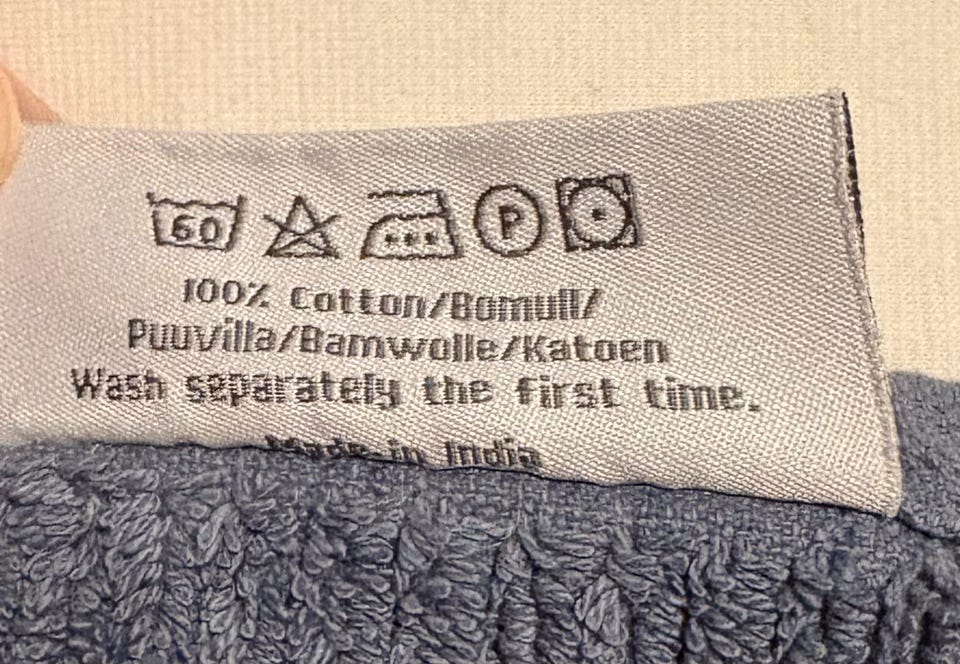 60 P
100% Cotton/Bomull/
Puuvilla/Bamwolle/Katoen
Wash separately the first time.
Made in India